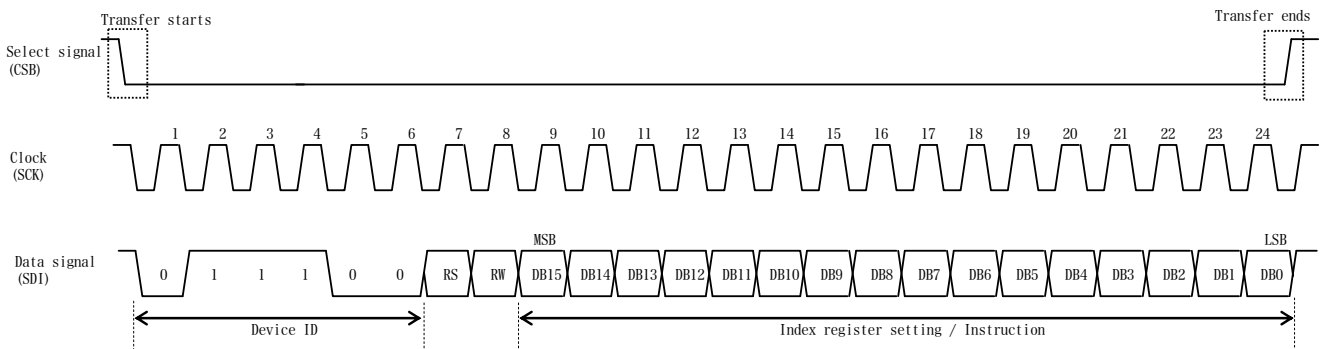 Transfer starts
Transfer ends
Select signal
(CSB)
1 2 3 4 5 6 7 8 9 10 11 12 13 14 15 16 17 18 19 20 21 22 23 24
Clock
(SCK)
MSB
LSB
Data signal
(SDI)
0 1 1 1 0 0 RS RW DB15 DB14 DB13 DB12 DB11 DB10 DB9 DB8 DB7 DB6 DB5 DB4 DB3 DB2 DB1 DB0
Device ID
Index register setting / Instruction